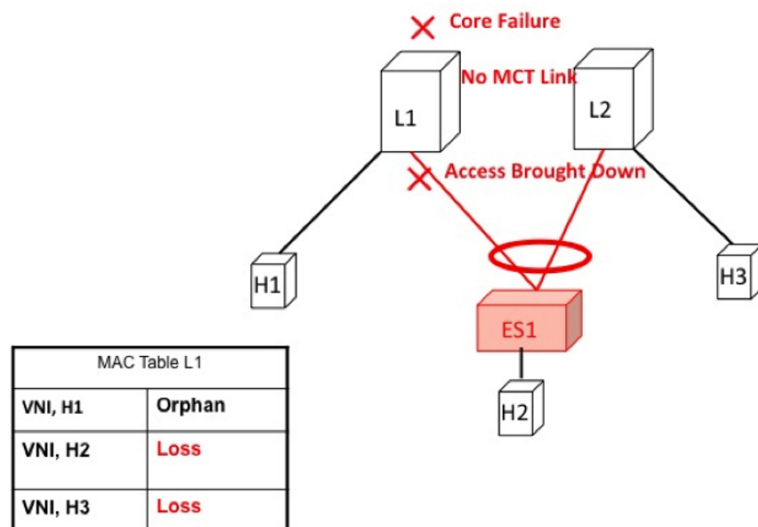 Core Failure
No MCT Link
L1
L2
Access Brought Down
H1
H3
ES1
H2
MAC Table L1
VNI, H1 Orphan
VNI, H2 Loss
VNI, H3 Loss